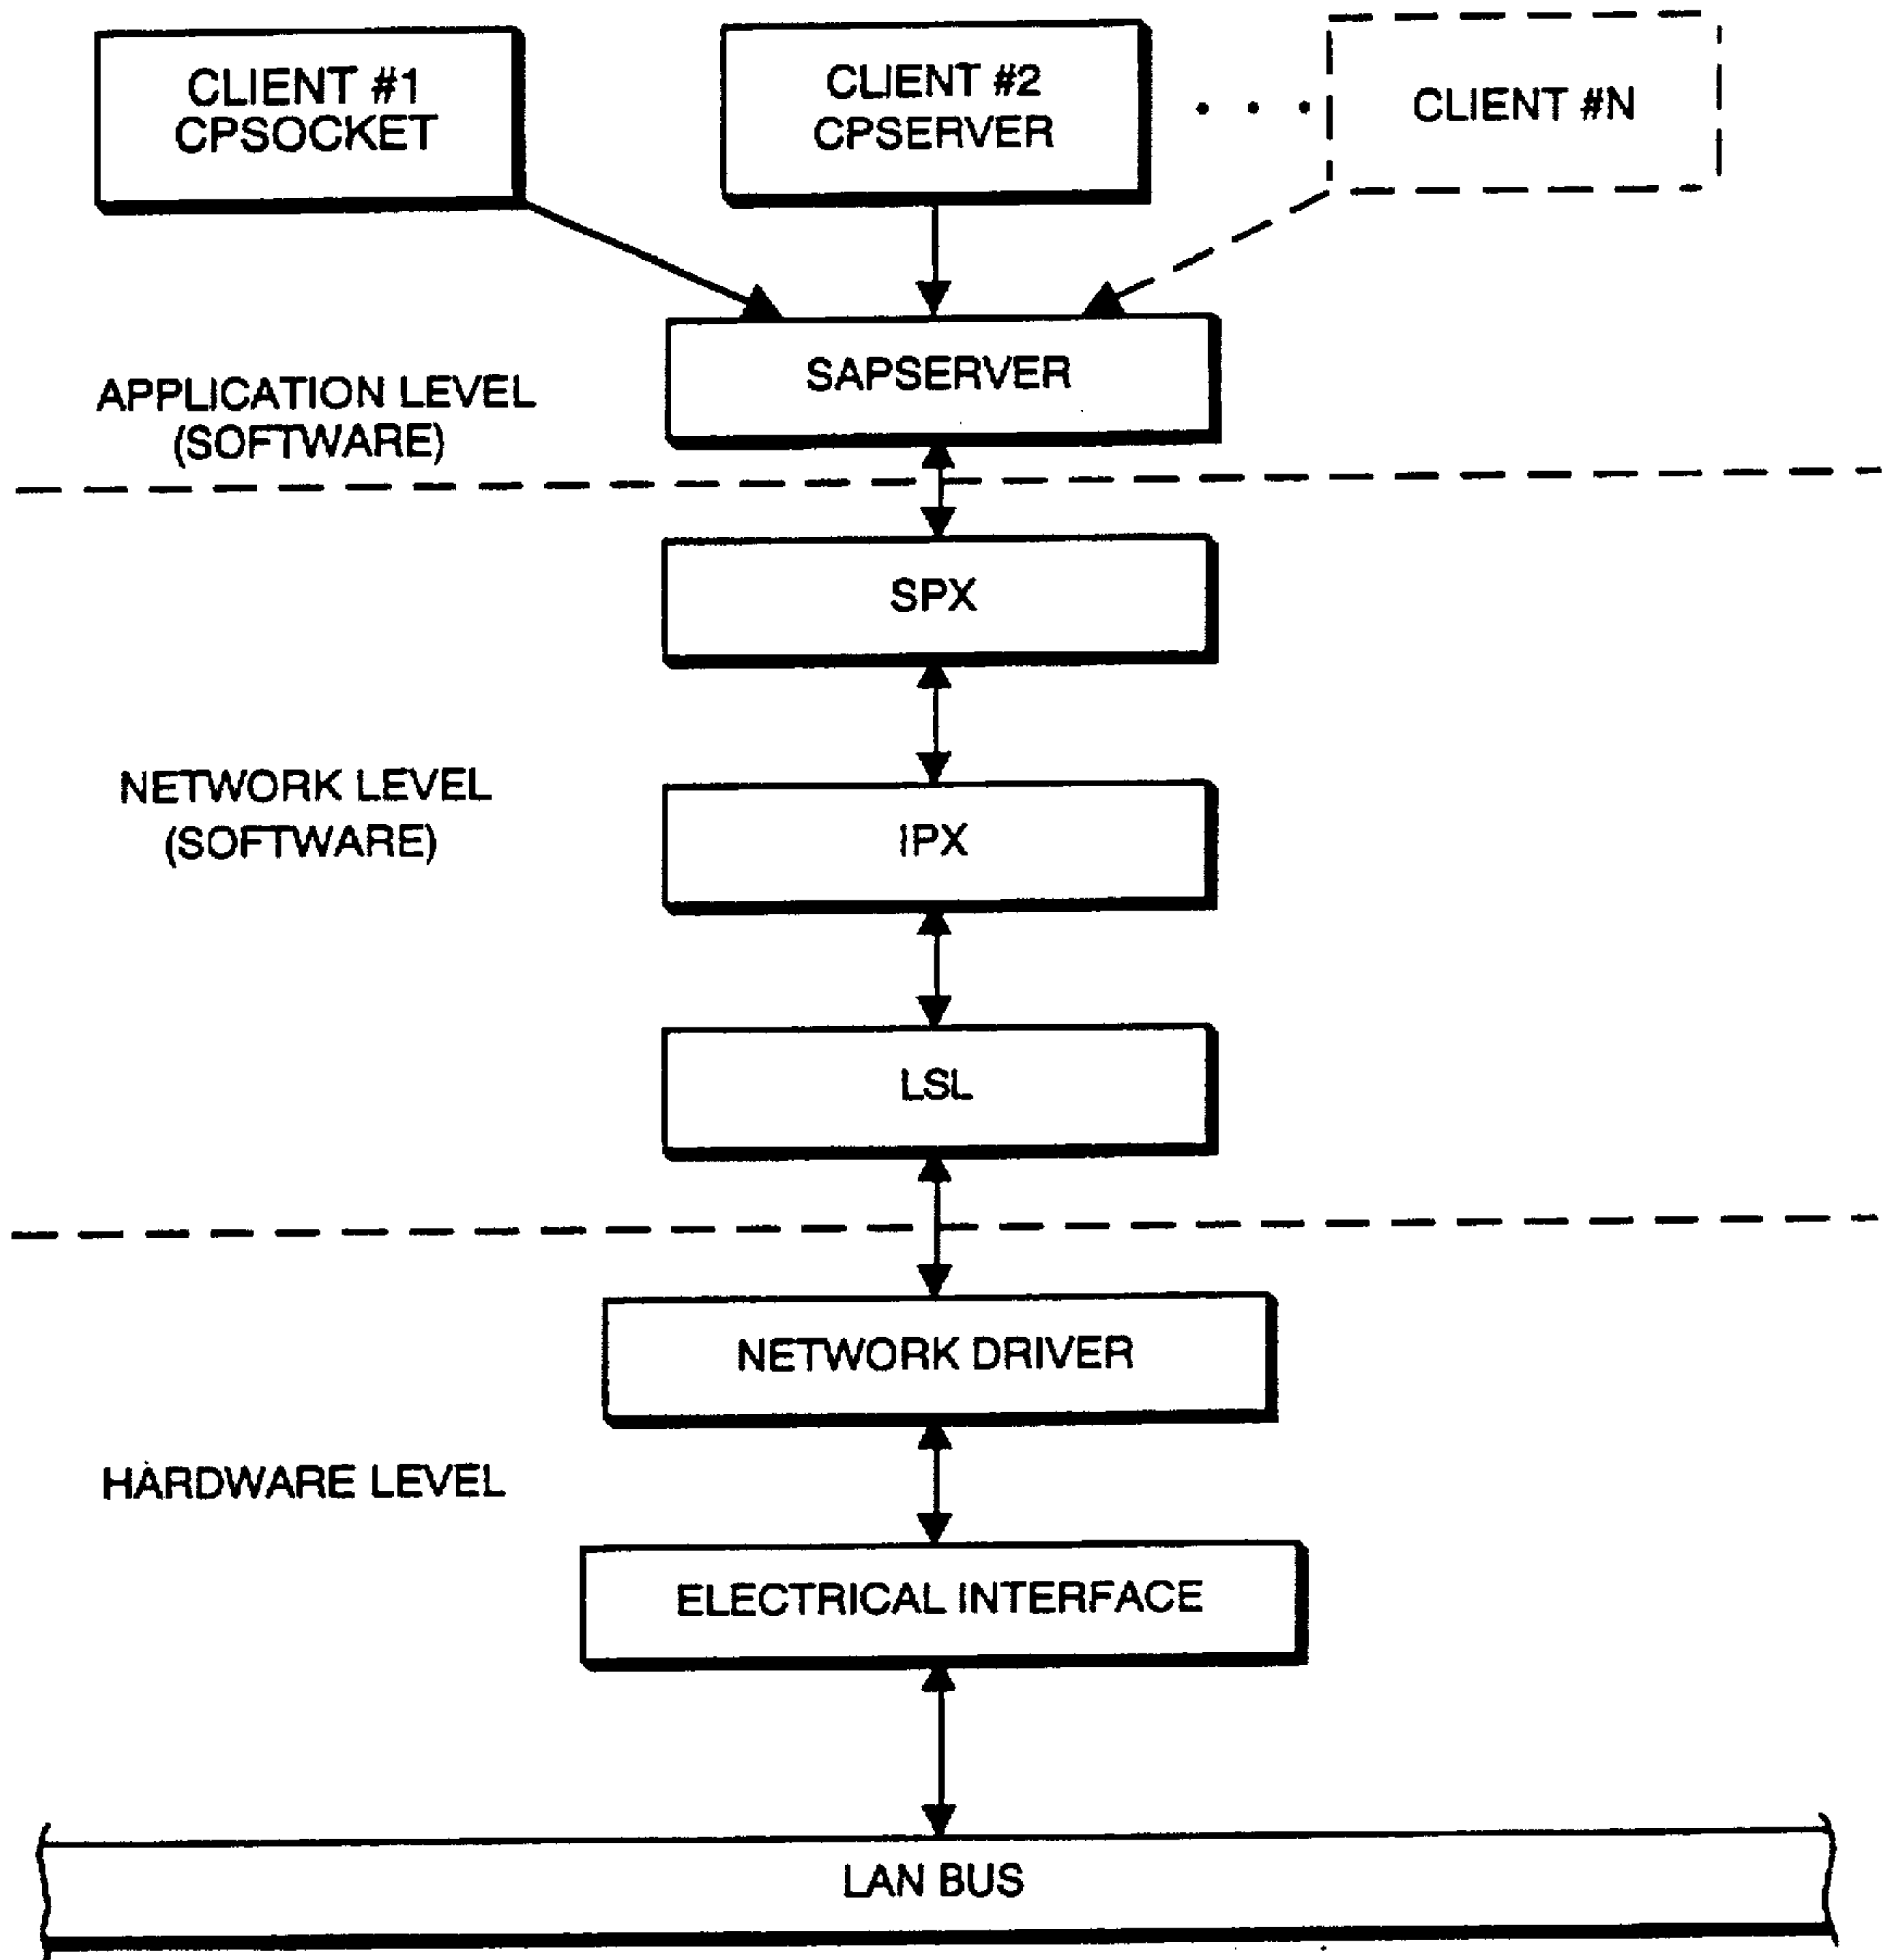 CLIENT #1
CPSOCKET
CLIENT #2
CPSERVER
. . .
CLIENT #N
SAPSERVER
APPLICATION LEVEL
(SOFTWARE)
SPX
NETWORK LEVEL
(SOFTWARE)
IPX
LSL
NETWORK DRIVER
HARDWARE LEVEL
ELECTRICAL INTERFACE
LAN BUS